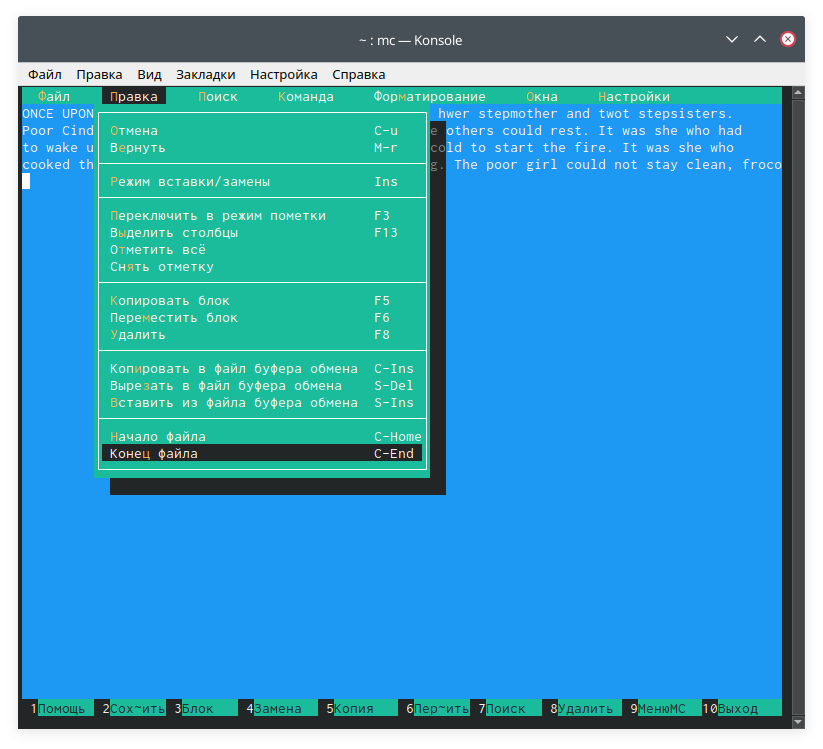 ~ : mc — Konsole
Файл Правка Вид Закладки Настройка Справка
Файл Правка Поиск Команда Форматирование Окна Настройки
ONCE UPON hwer stepmother and twot stepsisters.
Poor Cind e others could rest. It was she who had
to wake u cold to start the fire. It was she who
cooked th g. The poor girl could not stay clean, froco
Отмена C-u
Вернуть M-r
Режим вставки/замены Ins
Переключить в режим пометки F3
Выделить столбцы F13
Отметить всё
Снять отметку
Копировать блок F5
Переместить блок F6
Удалить F8
Копировать в файл буфера обмена C-Ins
Вырезать в файл буфера обмена S-Del
Вставить из файла буфера обмена S-Ins
Начало файла C-Home
Конец файла C-End
1Помощь 2Сох~ить 3Блок 4Замена 5Копия 6Пер~ить 7Поиск 8Удалить 9МенюМС 10Выход